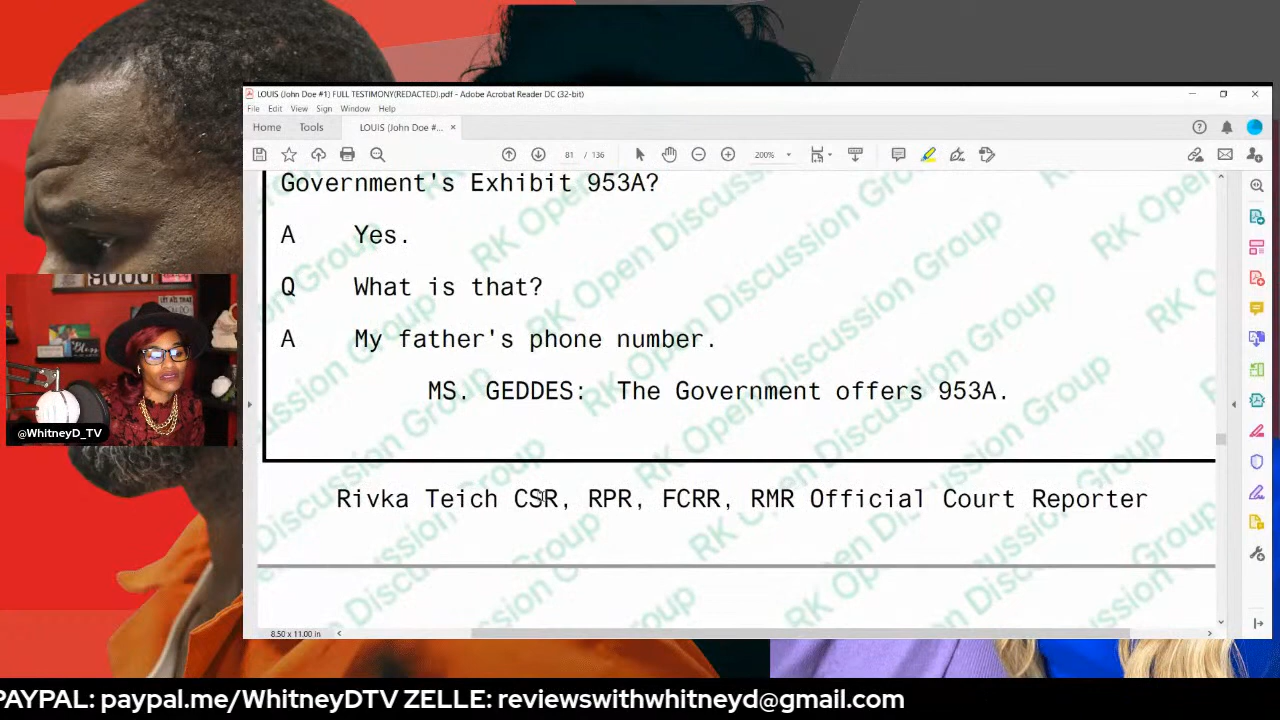 LOUIS (John Doe #1) FULL TESTIMONY(REDACTED).pdf - Adobe Acrobat Reader DC (32-bit)
File Edit View Sign Window Help
Home Tools LOUIS (John Doe #... ×
81 / 136 200%
Government's Exhibit 953A?
A Yes.
Q What is that?
A My father's phone number.
MS. GEDDES: The Government offers 953A.
Rivka Teich CSR, RPR, FCRR, RMR Official Court Reporter
RK Open Discussion Group
8.50 x 11.00 in
@WhitneyD_TV
PAYPAL: paypal.me/WhitneyDTV ZELLE: reviewswithwhitneyd@gmail.com